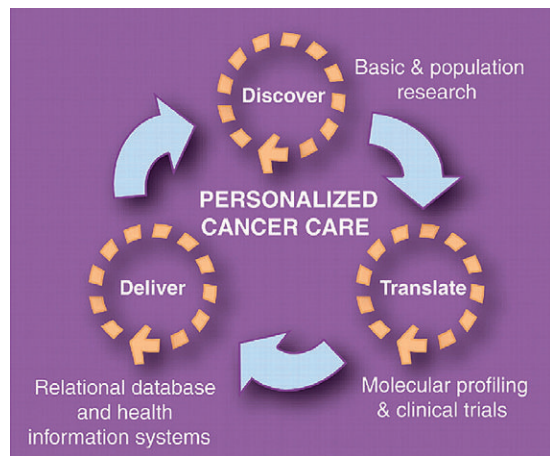 Discover
Basic & population
research
PERSONALIZED
CANCER CARE
Deliver
Translate
Relational database
and health
information systems
Molecular profiling
& clinical trials